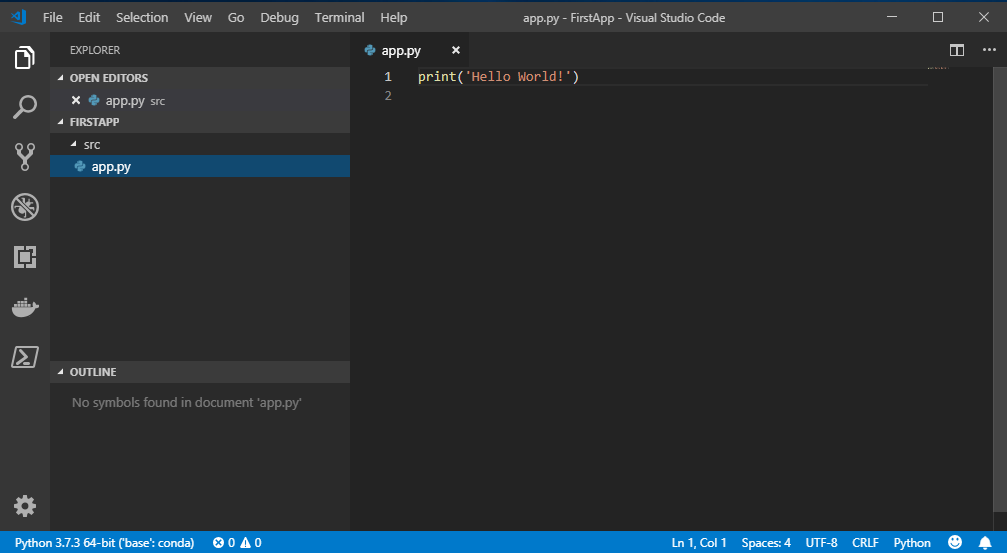 File Edit Selection View Go Debug Terminal Help app.py - FirstApp - Visual Studio Code
EXPLORER
OPEN EDITORS
app.py src
FIRSTAPP
src
app.py
OUTLINE
No symbols found in document 'app.py'
app.py
1 print('Hello World!')
2
Python 3.7.3 64-bit ('base': conda) 0 0 Ln 1, Col 1 Spaces: 4 UTF-8 CRLF Python